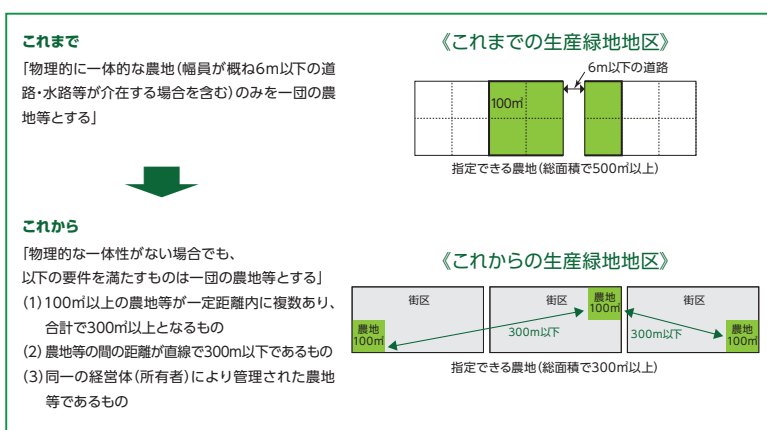 これまで
「物理的に一体的な農地（幅員が概ね6m以下の道
路・水路等が介在する場合を含む）のみを一団の農
地等とする」
《これまでの生産緑地地区》
6m以下の道路
100㎡
指定できる農地（総面積で500㎡以上）
これから
「物理的な一体性がない場合でも、
以下の要件を満たすものは一団の農地等とする」
(1)100㎡以上の農地等が一定距離内に複数あり、
合計で300㎡以上となるもの
(2)農地等の間の距離が直線で300m以下であるもの
(3)同一の経営体（所有者）により管理された農地
等であるもの
《これからの生産緑地地区》
街区
農地
100㎡
300m以下
街区
農地
100㎡
300m以下
街区
農地
100㎡
指定できる農地（総面積で300㎡以上）